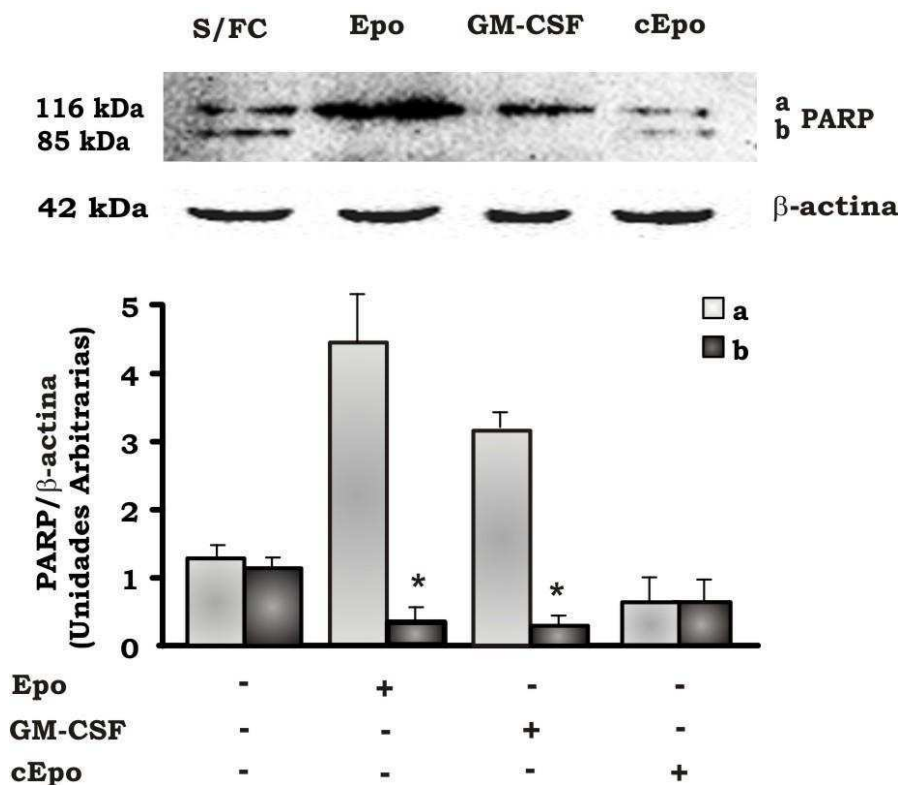 S/FC Epo GM-CSF cEpo
116 kDa a
85 kDa b PARP
42 kDa β-actina
5 a
b
4
3
2
1
0
PARP/β-actina
(Unidades Arbitrarias)
* *
Epo - + - -
GM-CSF - - + -
cEpo - - - +